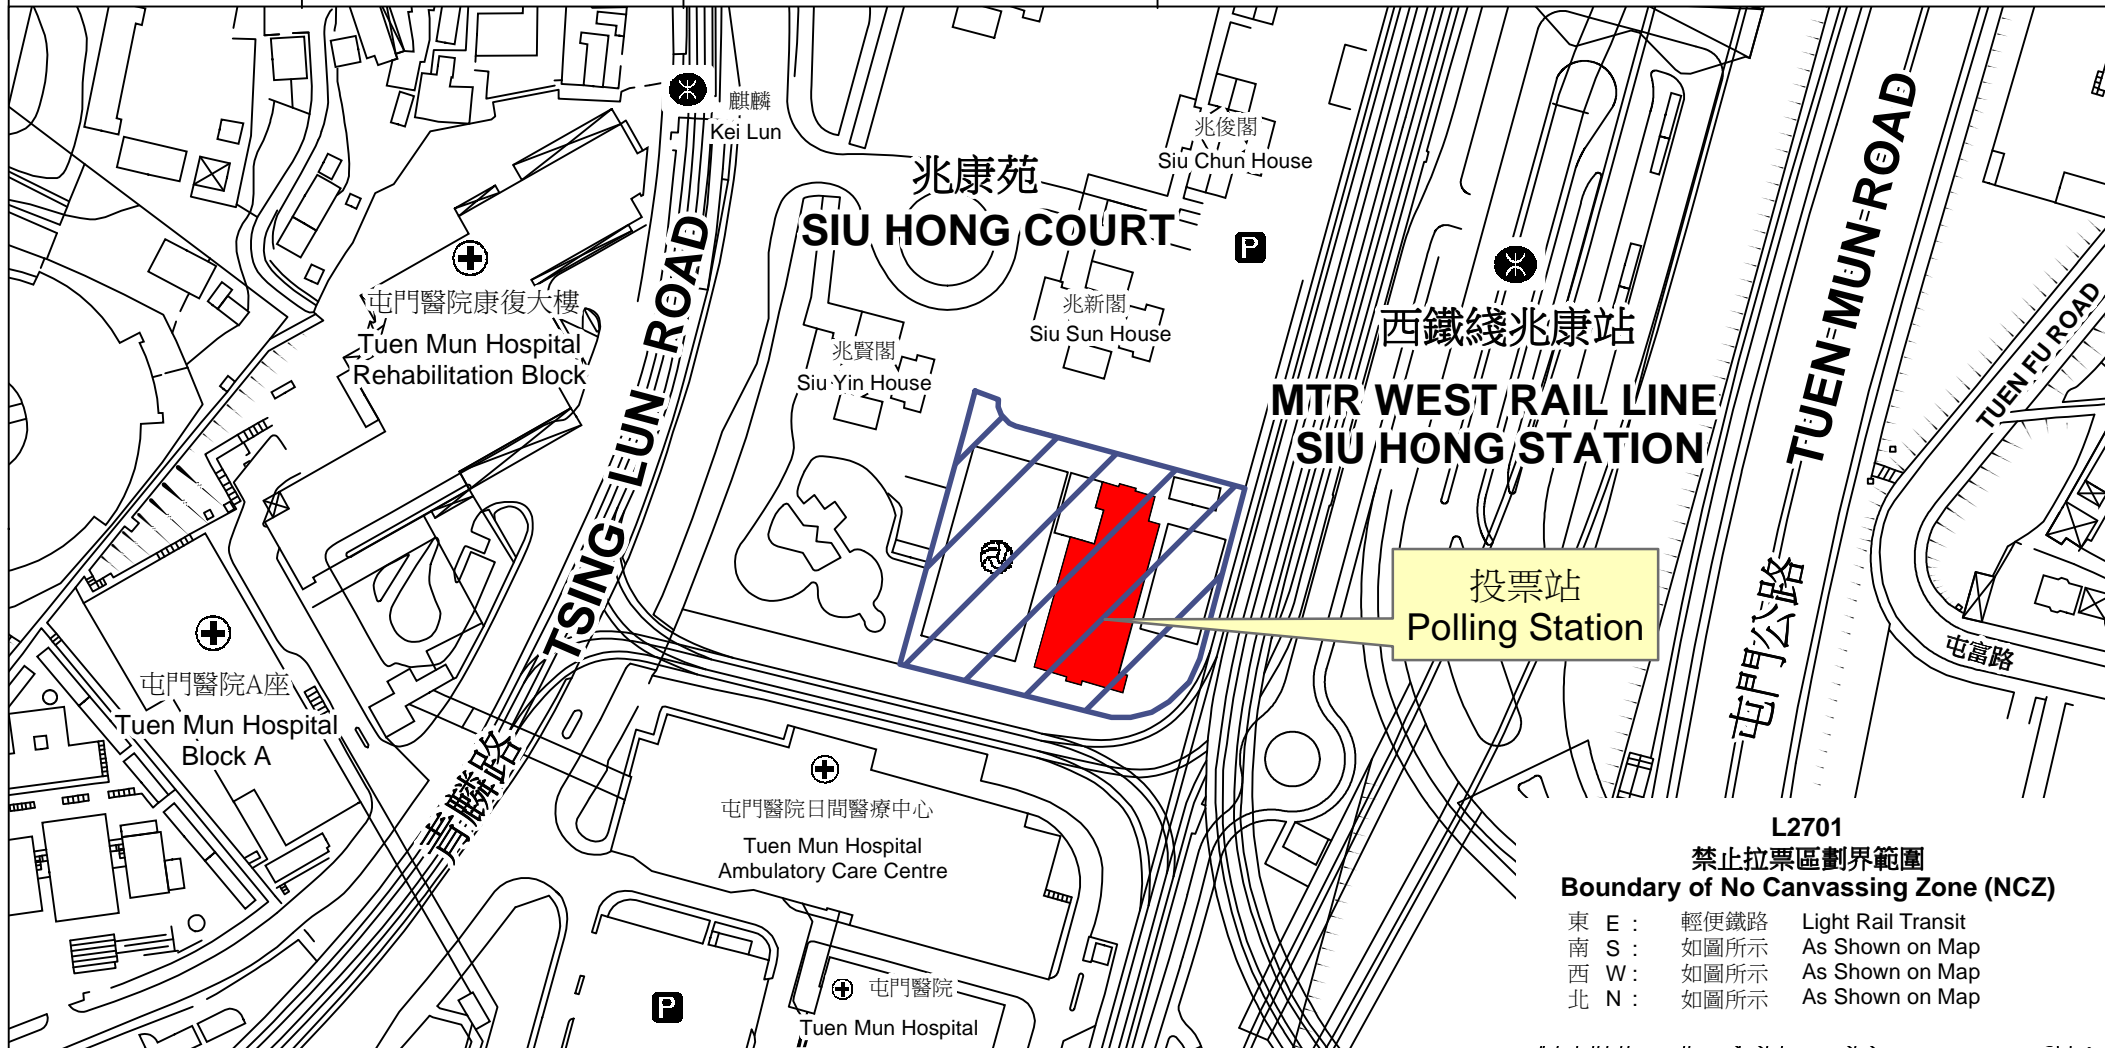 麒麟
Kei Lun
兆俊閣
Siu Chun House
兆康苑
SIU HONG COURT
P
TUEN MUN ROAD
屯門公路
TUEN FU ROAD
屯富路
屯門醫院康復大樓
Tuen Mun Hospital
Rehabilitation Block
TSING LUN ROAD
青麟路
兆新閣
Siu Sun House
兆賢閣
Siu Yin House
西鐵綫兆康站
MTR WEST RAIL LINE
SIU HONG STATION
投票站
Polling Station
屯門醫院A座
Tuen Mun Hospital
Block A
屯門醫院日間醫療中心
Tuen Mun Hospital
Ambulatory Care Centre
P
屯門醫院
Tuen Mun Hospital
L2701
禁止拉票區劃界範圍
Boundary of No Canvassing Zone (NCZ)
東 E : 輕便鐵路 Light Rail Transit
南 S : 如圖所示 As Shown on Map
西 W : 如圖所示 As Shown on Map
北 N : 如圖所示 As Shown on Map